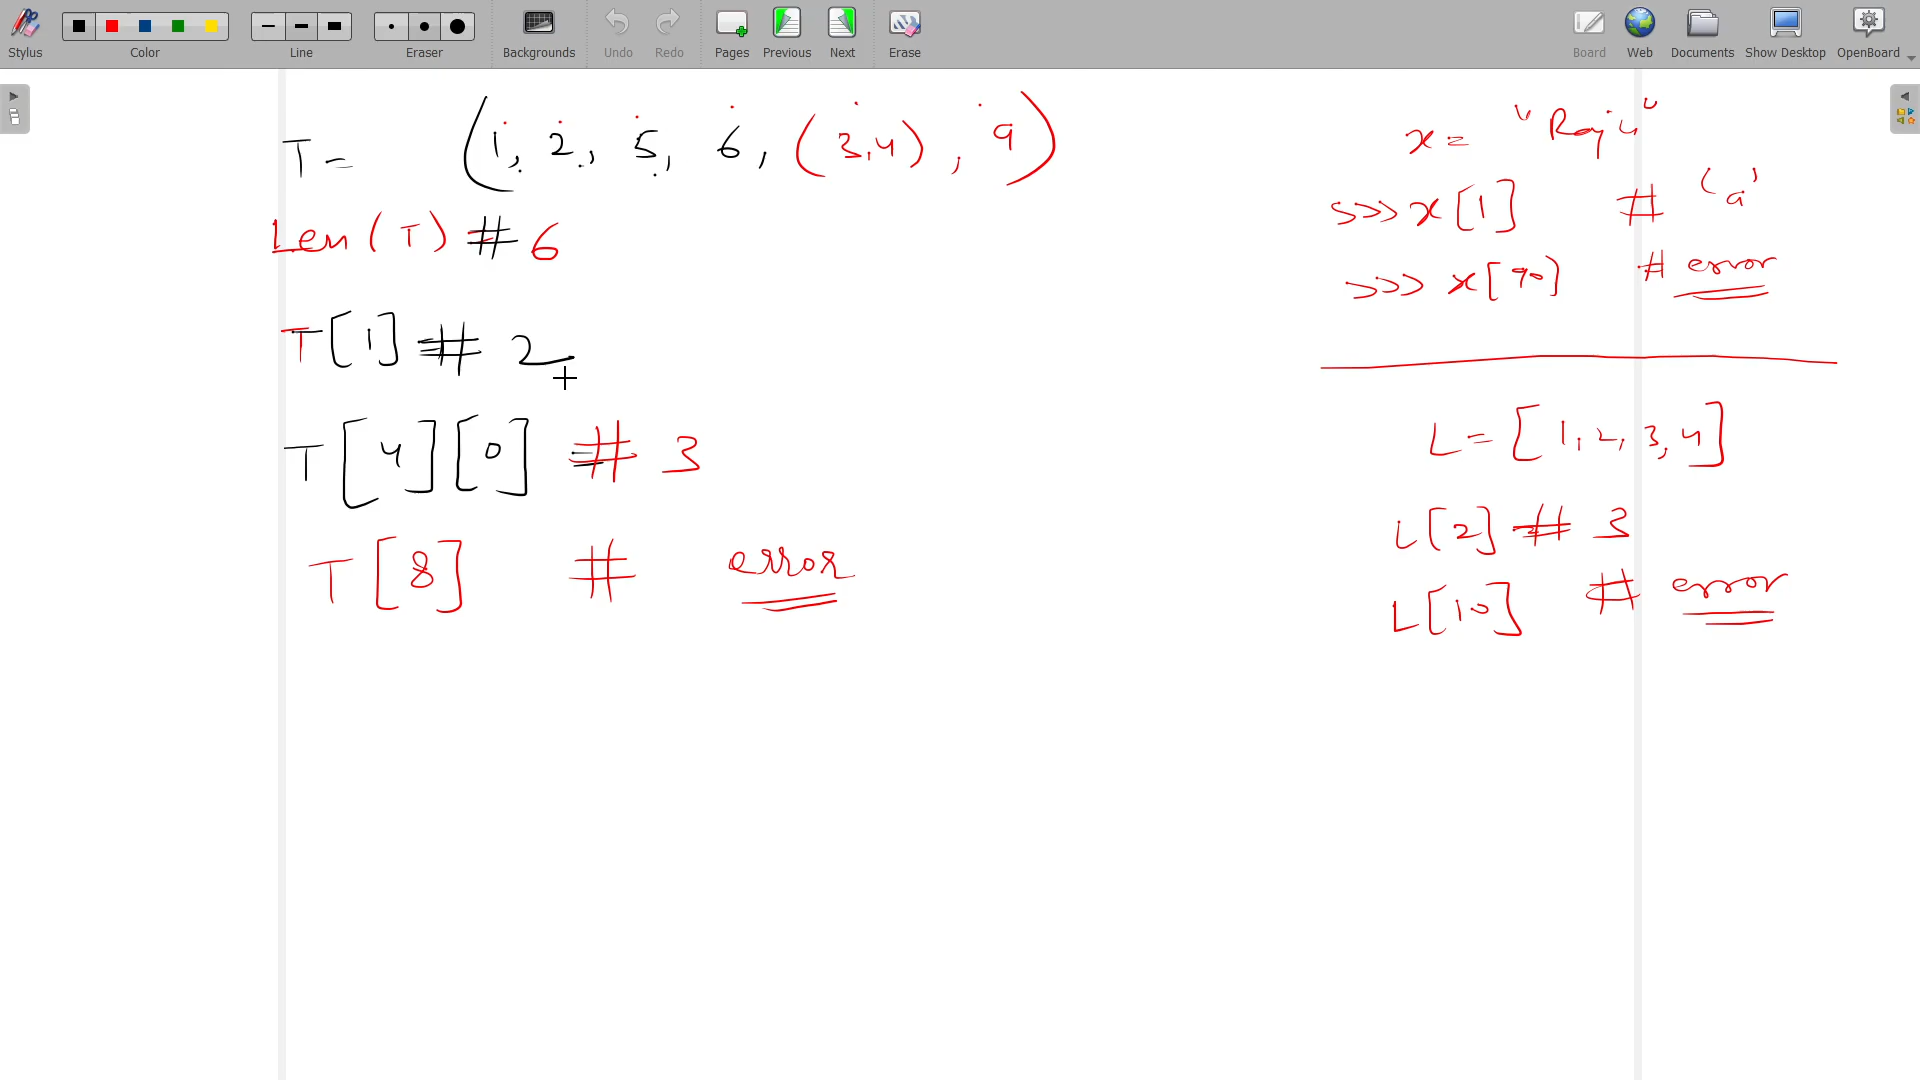 Stylus Color Line Eraser Backgrounds Undo Redo Pages Previous Next Erase Board Web Documents Show Desktop OpenBoard
T = (1, 2, 5, 6, (3,4), 9)
Len (T) # 6
T[1] # 2
T[4][0] # 3
T[8] # error
x = "Raju"
>>> x[1] # 'a'
>>> x[90] # error
L = [1, 2, 3, 4]
L[2] # 3
L[10] # error